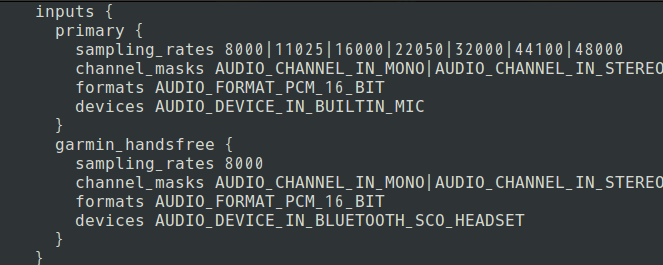 inputs {
primary {
sampling_rates 8000|11025|16000|22050|32000|44100|48000
channel_masks AUDIO_CHANNEL_IN_MONO|AUDIO_CHANNEL_IN_STEREO
formats AUDIO_FORMAT_PCM_16_BIT
devices AUDIO_DEVICE_IN_BUILTIN_MIC
}
garmin_handsfree {
sampling_rates 8000
channel_masks AUDIO_CHANNEL_IN_MONO|AUDIO_CHANNEL_IN_STEREO
formats AUDIO_FORMAT_PCM_16_BIT
devices AUDIO_DEVICE_IN_BLUETOOTH_SCO_HEADSET
}
}